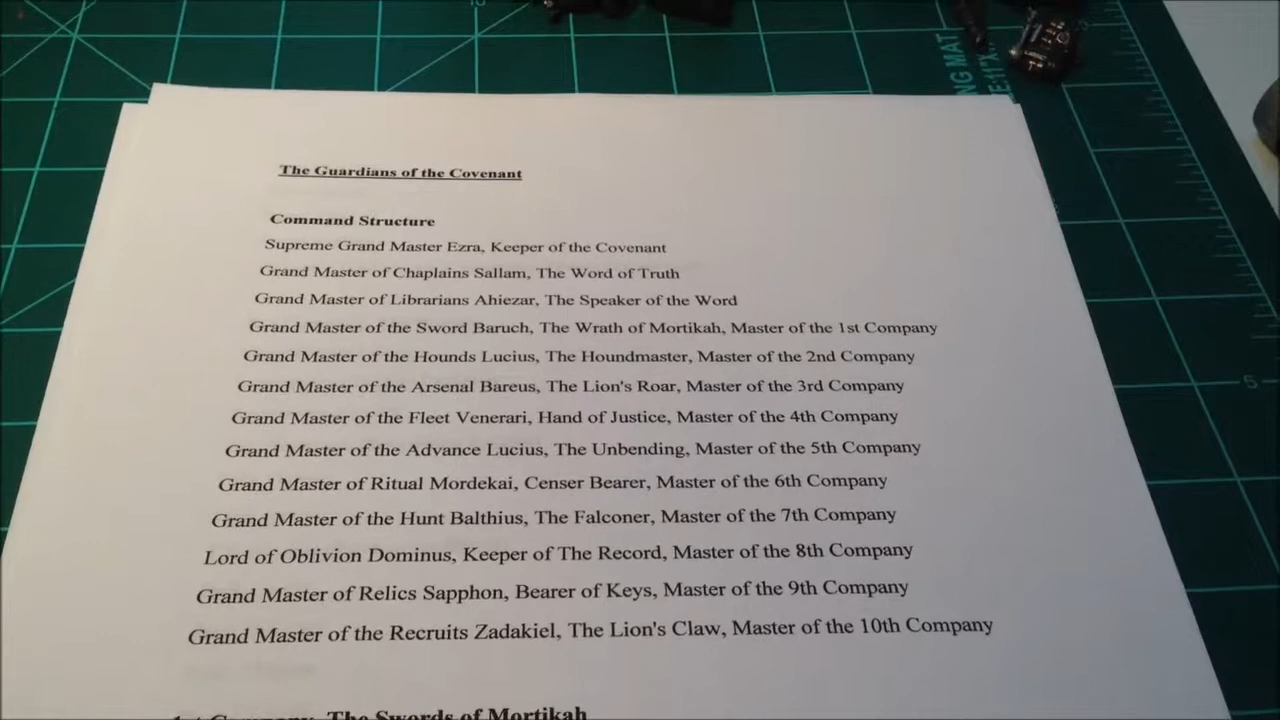 NG MAT
The Guardians of the Covenant
Command Structure
Supreme Grand Master Ezra, Keeper of the Covenant
Grand Master of Chaplains Sallam, The Word of Truth
Grand Master of Librarians Ahiezar, The Speaker of the Word
Grand Master of the Sword Baruch, The Wrath of Mortikah, Master of the 1st Company
Grand Master of the Hounds Lucius, The Houndmaster, Master of the 2nd Company
Grand Master of the Arsenal Bareus, The Lion's Roar, Master of the 3rd Company
Grand Master of the Fleet Venerari, Hand of Justice, Master of the 4th Company
Grand Master of the Advance Lucius, The Unbending, Master of the 5th Company
Grand Master of Ritual Mordekai, Censer Bearer, Master of the 6th Company
Grand Master of the Hunt Balthius, The Falconer, Master of the 7th Company
Lord of Oblivion Dominus, Keeper of The Record, Master of the 8th Company
Grand Master of Relics Sapphon, Bearer of Keys, Master of the 9th Company
Grand Master of the Recruits Zadakiel, The Lion's Claw, Master of the 10th Company
1st Company, The Swords of Mortikah
5